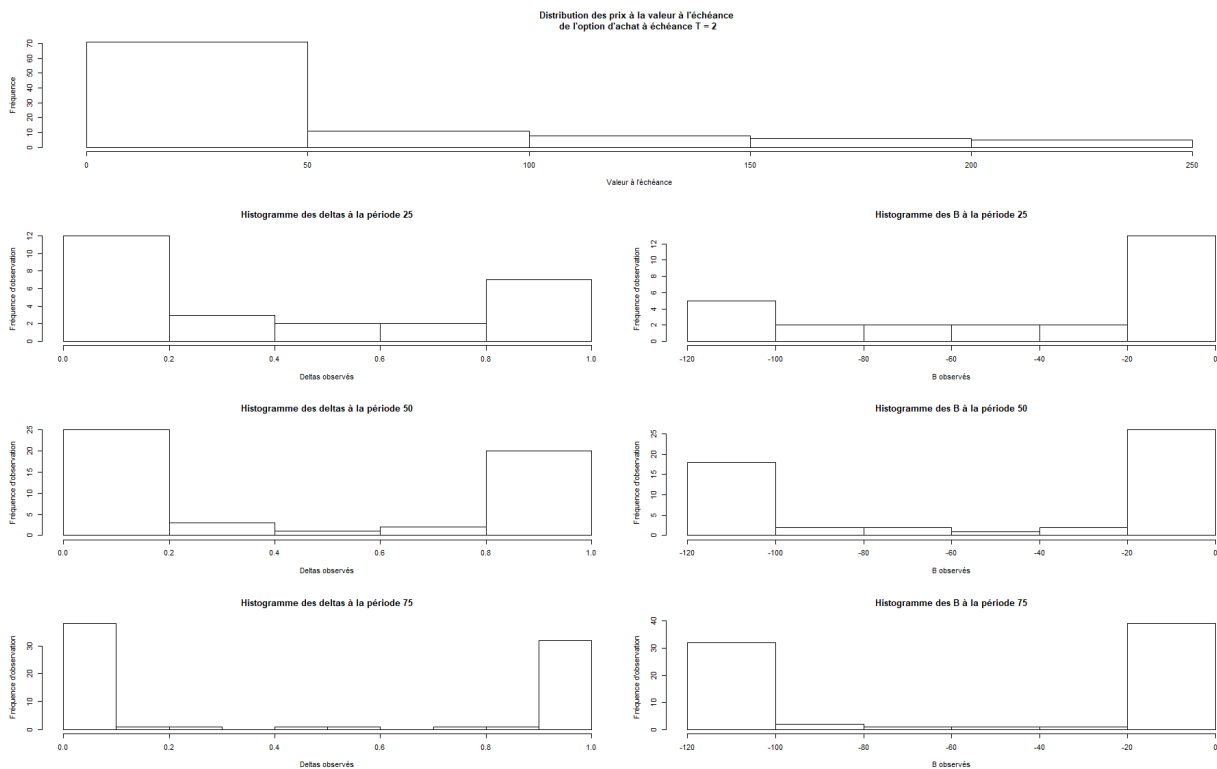 Distribution des prix à la valeur à l'échéance
de l'option d'achat à échéance T = 2
Fréquence
0 10 20 30 40 50 60 70
0 50 100 150 200 250
Valeur à l'échéance
Histogramme des deltas à la période 25
Fréquence d'observation
0 2 4 6 8 10 12
0.0 0.2 0.4 0.6 0.8 1.0
Deltas observés
Histogramme des B à la période 25
Fréquence d'observation
0 2 4 6 8 10 12
-120 -100 -80 -60 -40 -20 0
B observés
Histogramme des deltas à la période 50
Fréquence d'observation
0 5 10 15 20 25
0.0 0.2 0.4 0.6 0.8 1.0
Deltas observés
Histogramme des B à la période 50
Fréquence d'observation
0 5 10 15 20 25
-120 -100 -80 -60 -40 -20 0
B observés
Histogramme des deltas à la période 75
Fréquence d'observation
0 10 20 30
0.0 0.2 0.4 0.6 0.8 1.0
Deltas observés
Histogramme des B à la période 75
Fréquence d'observation
0 10 20 30 40
-120 -100 -80 -60 -40 -20 0
B observés